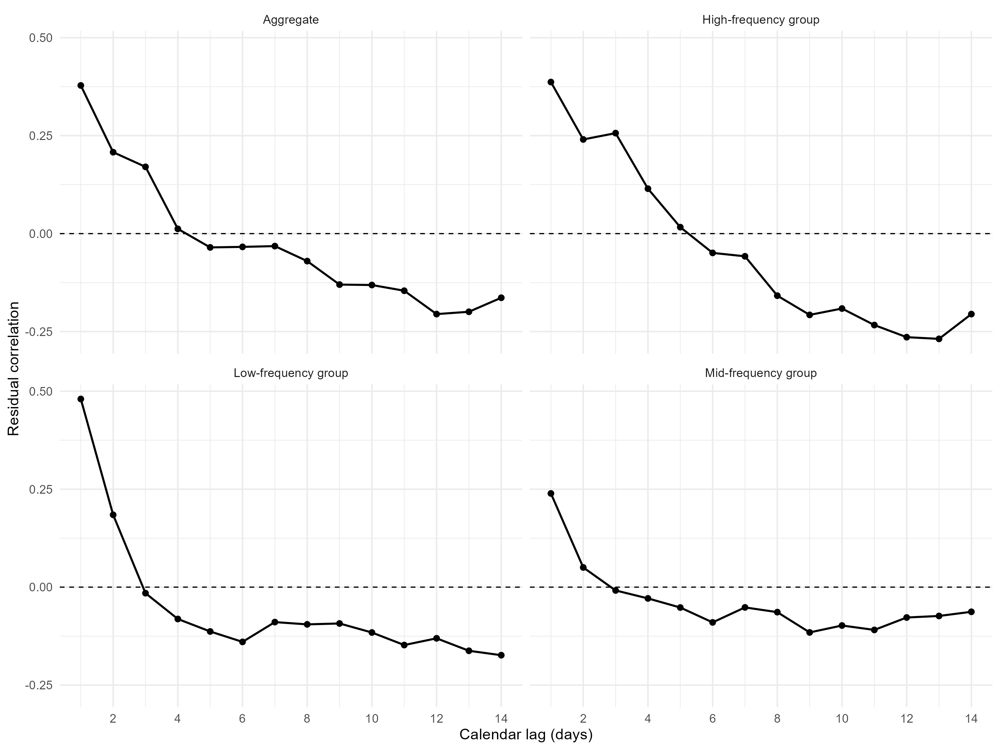 Aggregate
High-frequency group
0.50
0.25
0.00
-0.25
Low-frequency group
Mid-frequency group
0.50
0.25
0.00
-0.25
Residual correlation
2 4 6 8 10 12 14
2 4 6 8 10 12 14
Calendar lag (days)